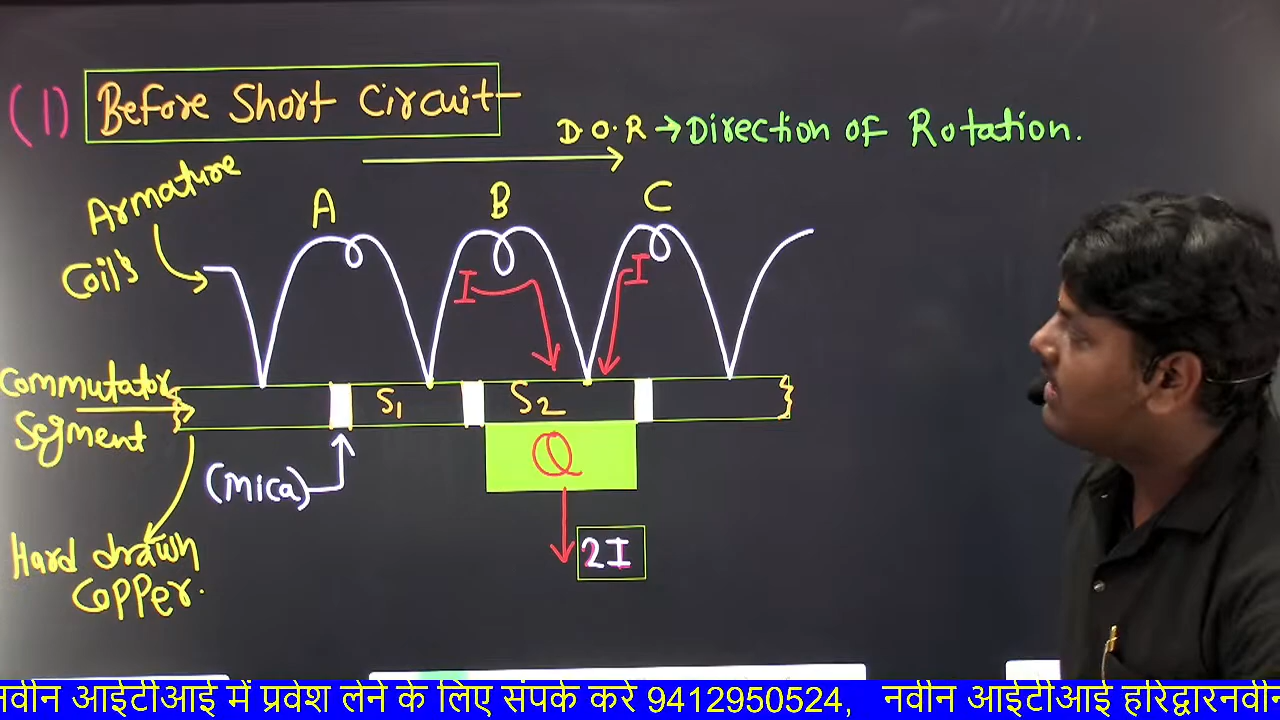 (1) Before Short Circuit
D.O.R → Direction of Rotation.
Armature
Coil's
A B C
I I
Commutator
Segment
S1 S2
(Mica)
Q
2I
Hard drawn
Copper.
नवीन आईटीआई में प्रवेश लेने के लिए संपर्क करे 9412950524, नवीन आईटीआई हरिद्वारनवीन